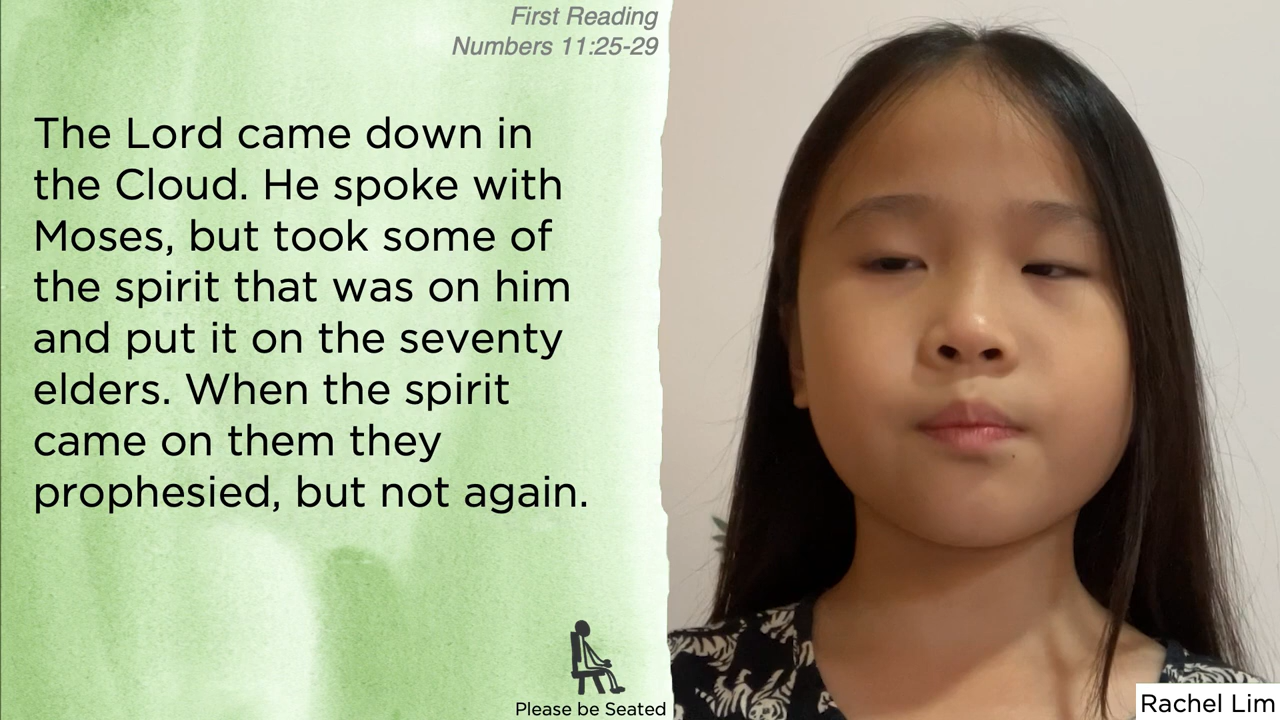 First Reading
Numbers 11:25-29
The Lord came down in
the Cloud. He spoke with
Moses, but took some of
the spirit that was on him
and put it on the seventy
elders. When the spirit
came on them they
prophesied, but not again.
Please be Seated
Rachel Lim